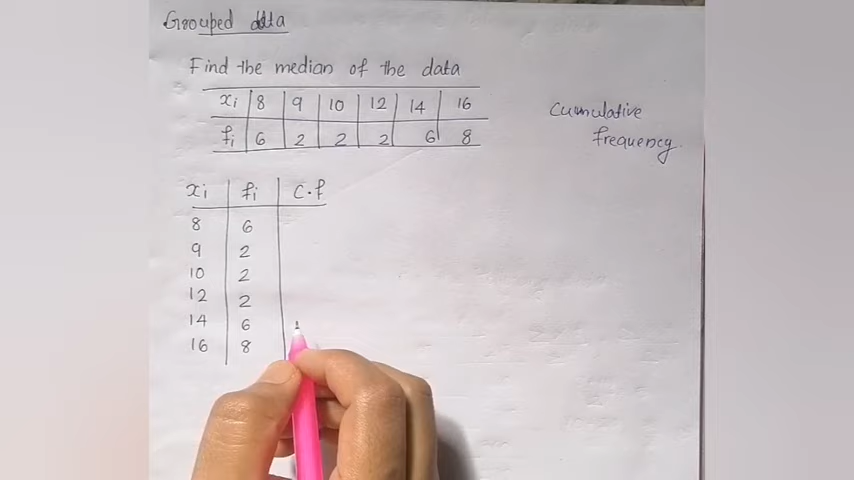 Grouped data
Find the median of the data
xi 8 9 10 12 14 16
fi 6 2 2 2 6 8
Cumulative
frequency
xi fi C.f
8 6
9 2
10 2
12 2
14 6
16 8